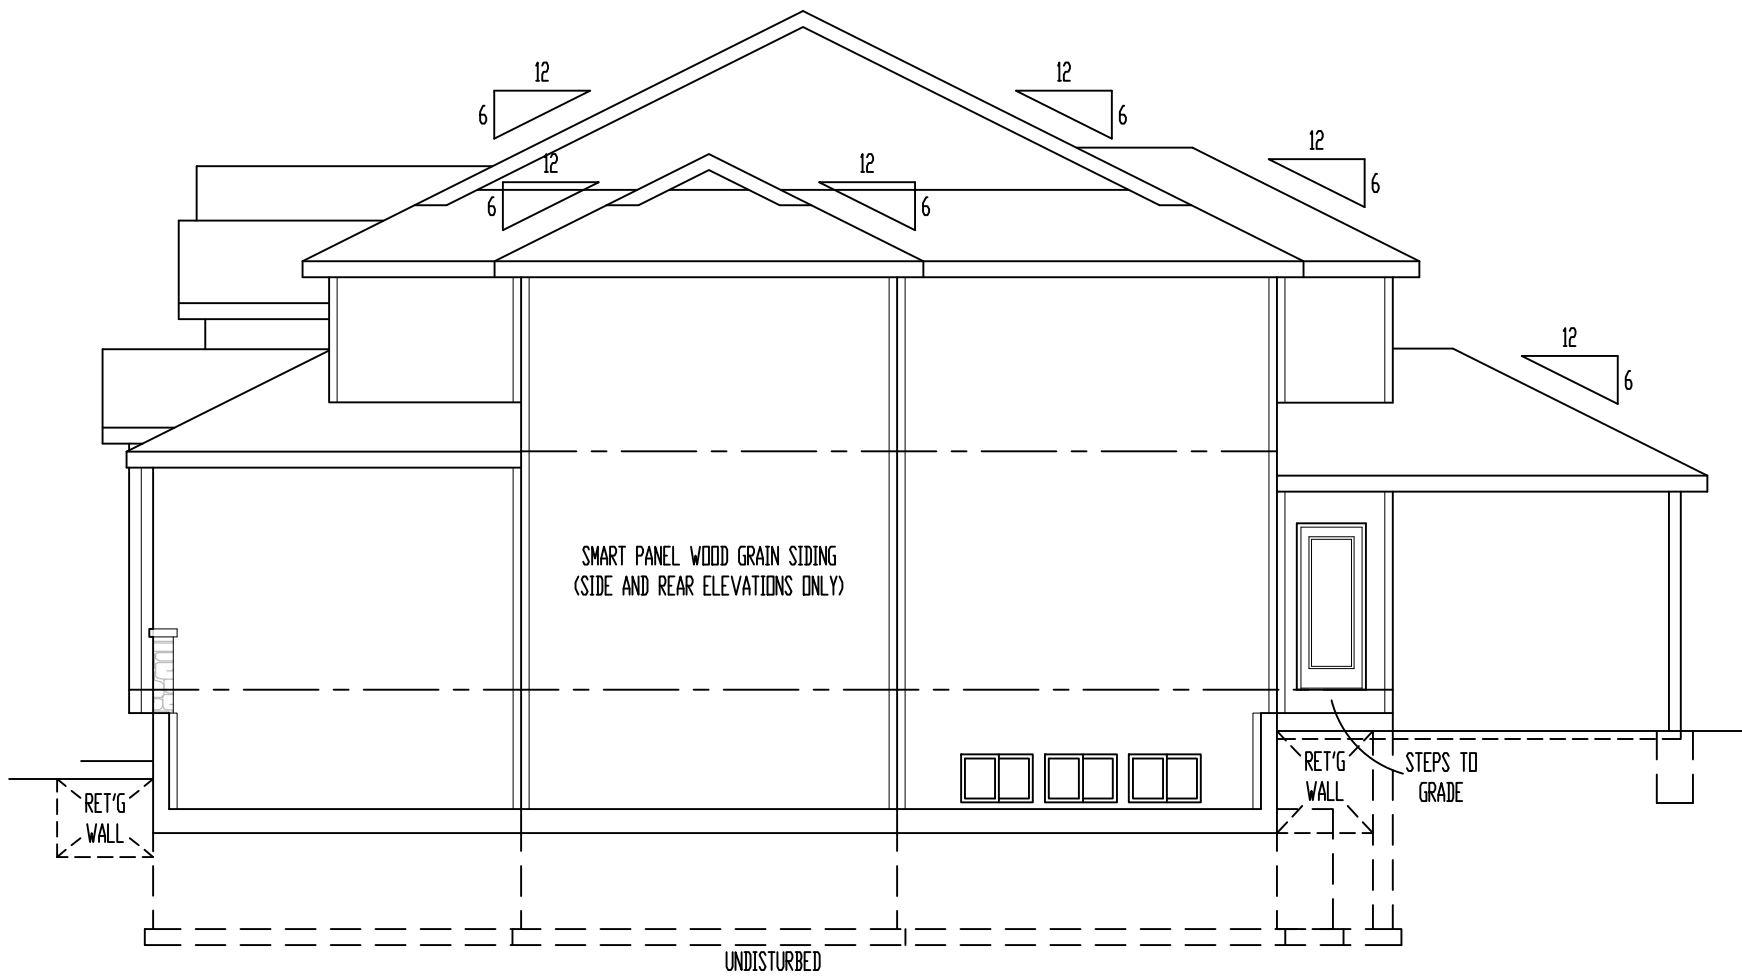 12
12
6
6
12
6
12
12
6
6
12
6
SMART PANEL WOOD GRAIN SIDING
(SIDE AND REAR ELEVATIONS ONLY)
RET'G
WALL
STEPS TO
GRADE
RET'G
WALL
UNDISTURBED